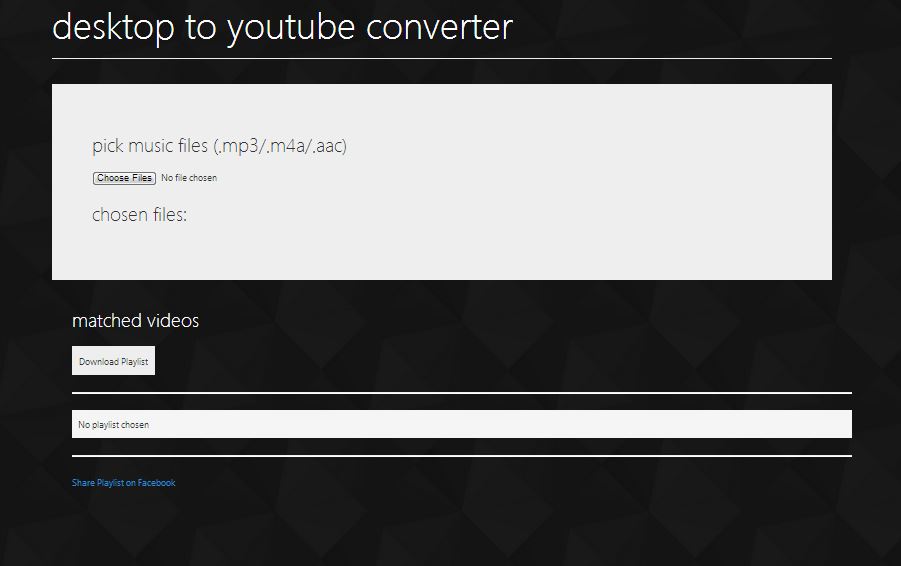 desktop to youtube converter
pick music files (.mp3/.m4a/.aac)
Choose Files No file chosen
chosen files:
matched videos
Download Playlist
No playlist chosen
Share Playlist on Facebook